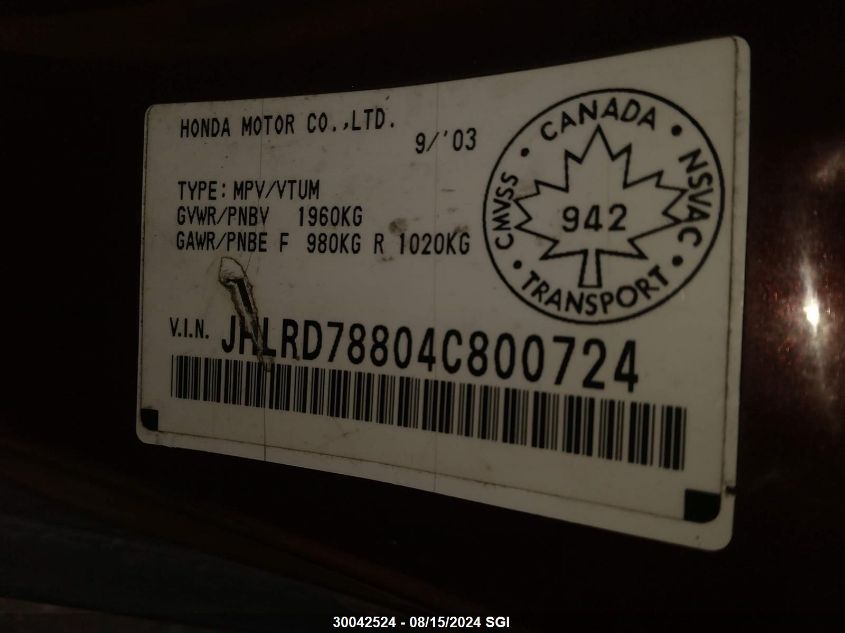 HONDA MOTOR CO.,LTD.
9/'03
TYPE: MPV/VTUM
GVWR/PNBV 1960KG
GAWR/PNBE F 980KG R 1020KG
CANADA • NSVAC • TRANSPORT • CMVSS •
942
V.I.N. JHLRD78804C800724
30042524 - 08/15/2024 SGI